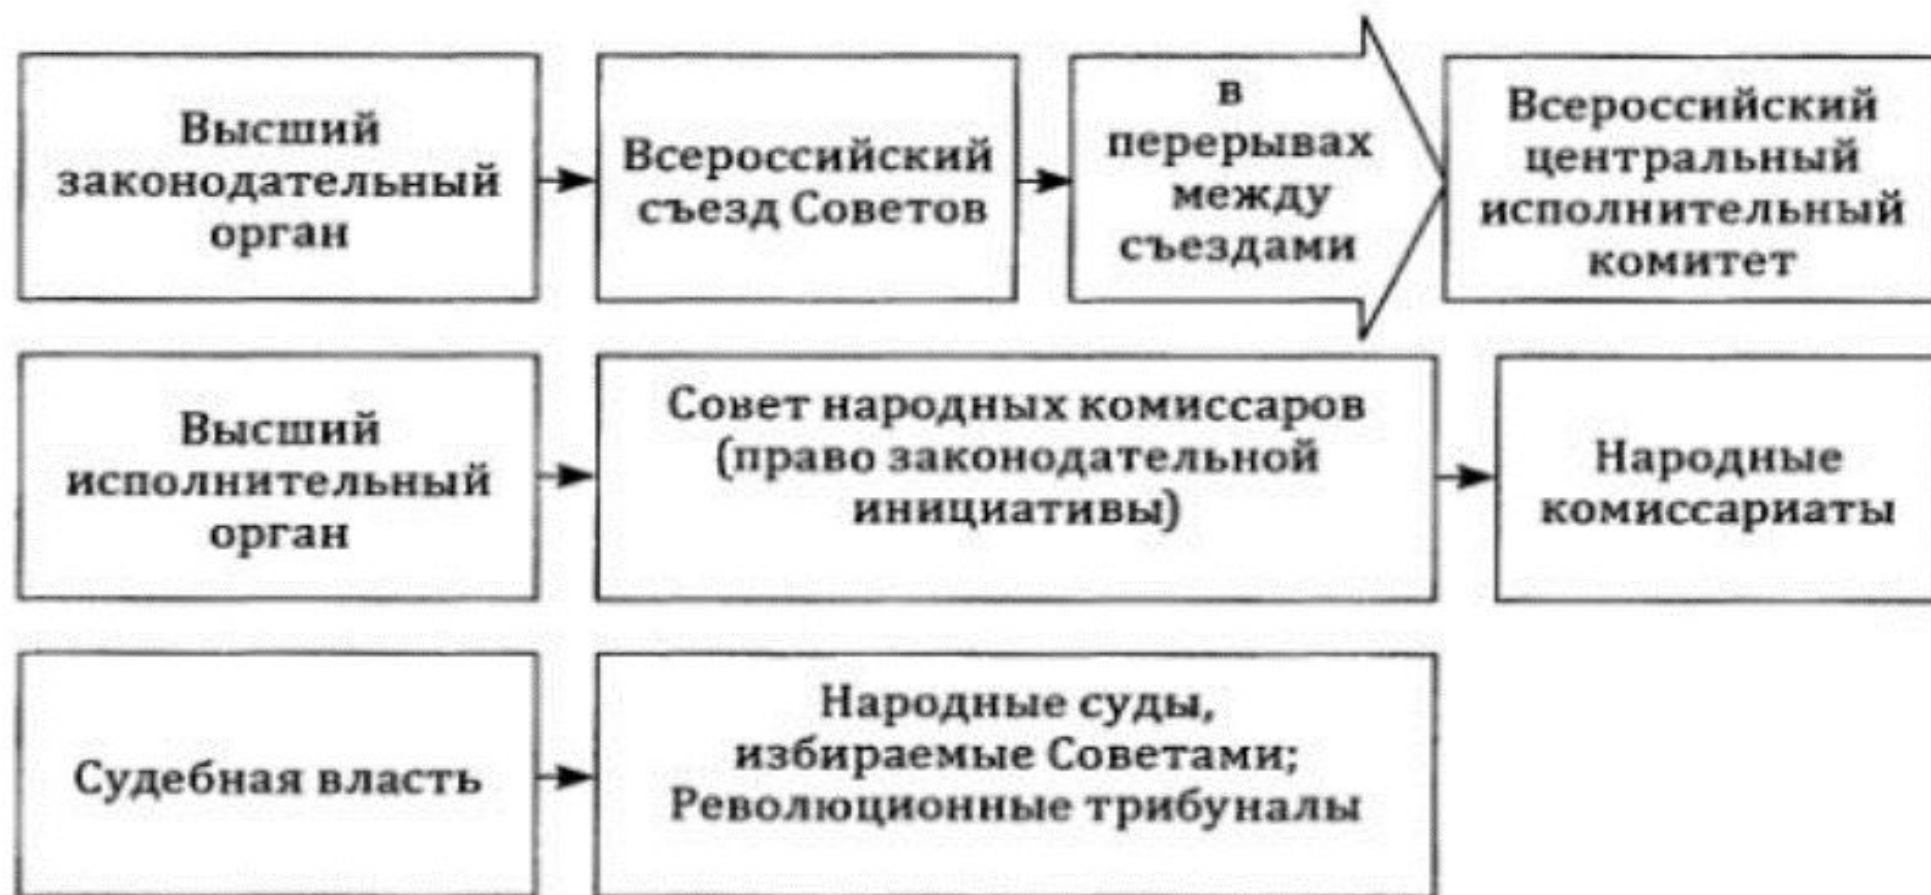 Высший
законодательный
орган
Всероссийский
съезд Советов
в
перерывах
между
съездами
Всероссийский
центральный
исполнительный
комитет
Высший
исполнительный
орган
Совет народных комиссаров
(право законодательной
инициативы)
Народные
комиссариаты
Судебная власть
Народные суды,
избираемые Советами;
Революционные трибуналы